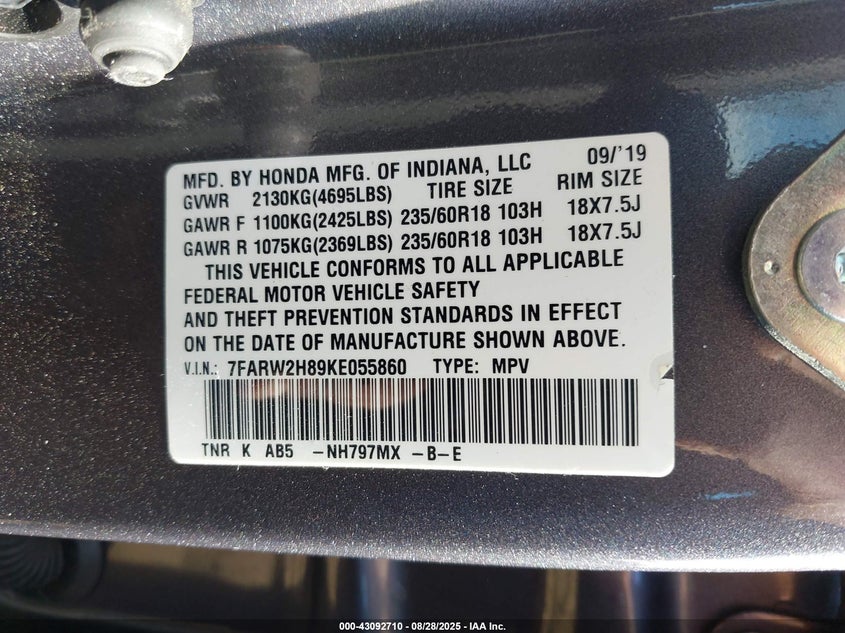 MFD. BY HONDA MFG. OF INDIANA, LLC 09/'19
GVWR 2130KG(4695LBS) TIRE SIZE RIM SIZE
GAWR F 1100KG(2425LBS) 235/60R18 103H 18X7.5J
GAWR R 1075KG(2369LBS) 235/60R18 103H 18X7.5J
THIS VEHICLE CONFORMS TO ALL APPLICABLE
FEDERAL MOTOR VEHICLE SAFETY
AND THEFT PREVENTION STANDARDS IN EFFECT
ON THE DATE OF MANUFACTURE SHOWN ABOVE.
V.I.N.: 7FARW2H89KE055860 TYPE: MPV
TNR K AB5 -NH797MX -B-E
000-43092710 - 08/28/2025 - IAA Inc.